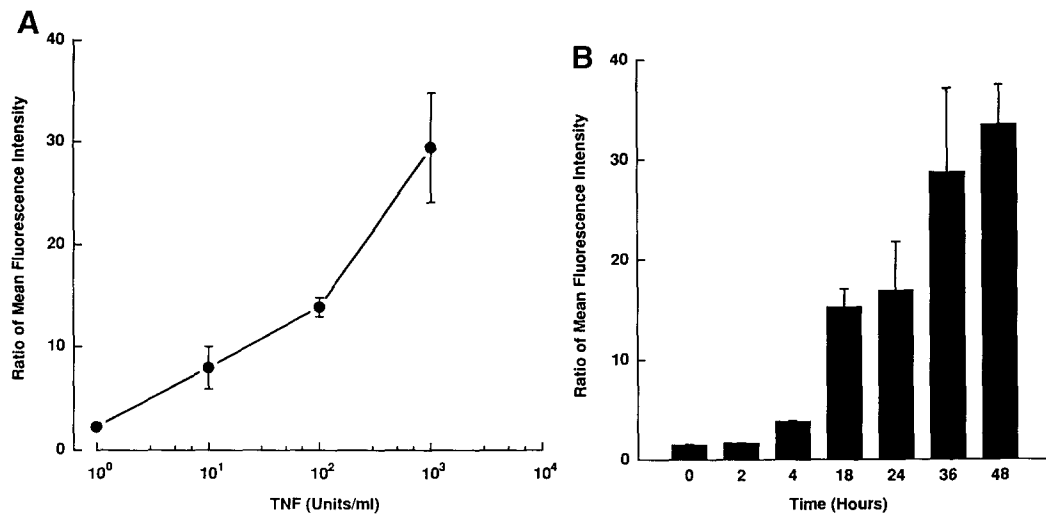 A
40
30
20
10
0
Ratio of Mean Fluorescence Intensity
10⁰ 10¹ 10² 10³ 10⁴
TNF (Units/ml)
B
40
30
20
10
0
Ratio of Mean Fluorescence Intensity
0 2 4 18 24 36 48
Time (Hours)